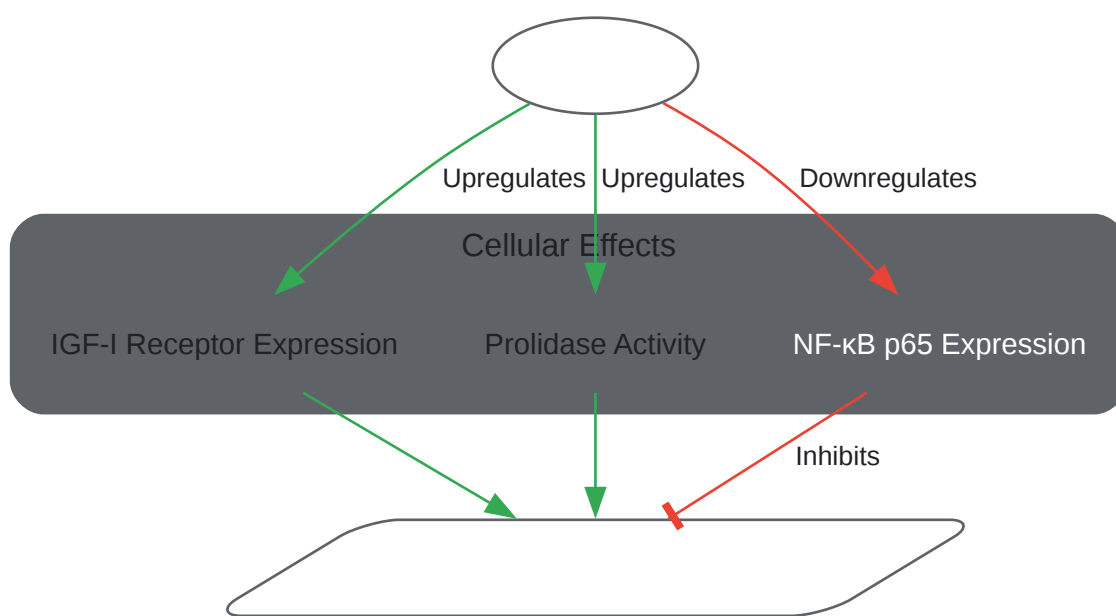 Upregulates Upregulates Downregulates
Cellular Effects
IGF-I Receptor Expression Prolidase Activity NF-κB p65 Expression
Inhibits